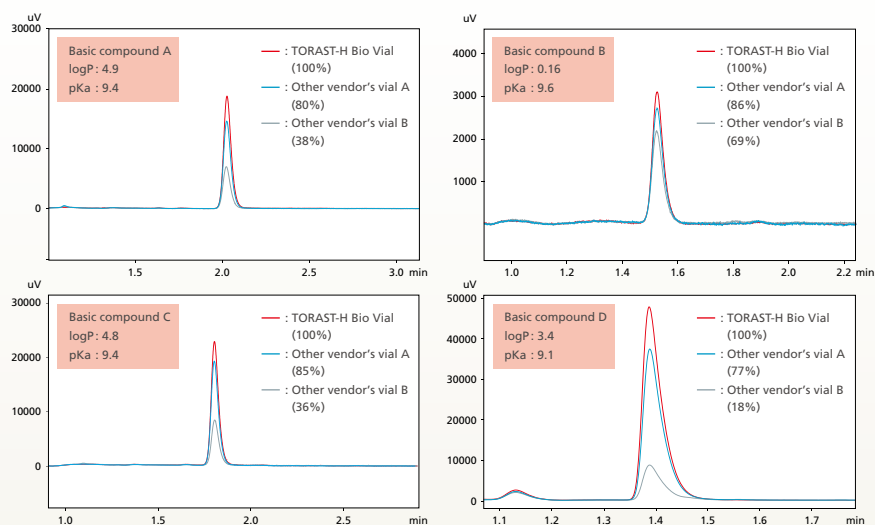 uV
30000
20000
10000
0
1.5
2.0
2.5
3.0
min
Basic compound A
logP : 4.9
pKa : 9.4
: TORAST-H Bio Vial
(100%)
: Other vendor's vial A
(80%)
: Other vendor's vial B
(38%)
uV
4000
3000
2000
1000
1.0
1.2
1.4
1.6
1.8
2.0
2.2
min
Basic compound B
logP : 0.16
pKa : 9.6
: TORAST-H Bio Vial
(100%)
: Other vendor's vial A
(86%)
: Other vendor's vial B
(69%)
uV
30000
20000
10000
0
1.0
1.5
2.0
2.5
min
Basic compound C
logP : 4.8
pKa : 9.4
: TORAST-H Bio Vial
(100%)
: Other vendor's vial A
(85%)
: Other vendor's vial B
(36%)
uV
50000
40000
30000
20000
10000
0
1.1
1.2
1.3
1.4
1.5
1.6
1.7
min
Basic compound D
logP : 3.4
pKa : 9.1
: TORAST-H Bio Vial
(100%)
: Other vendor's vial A
(77%)
: Other vendor's vial B
(18%)